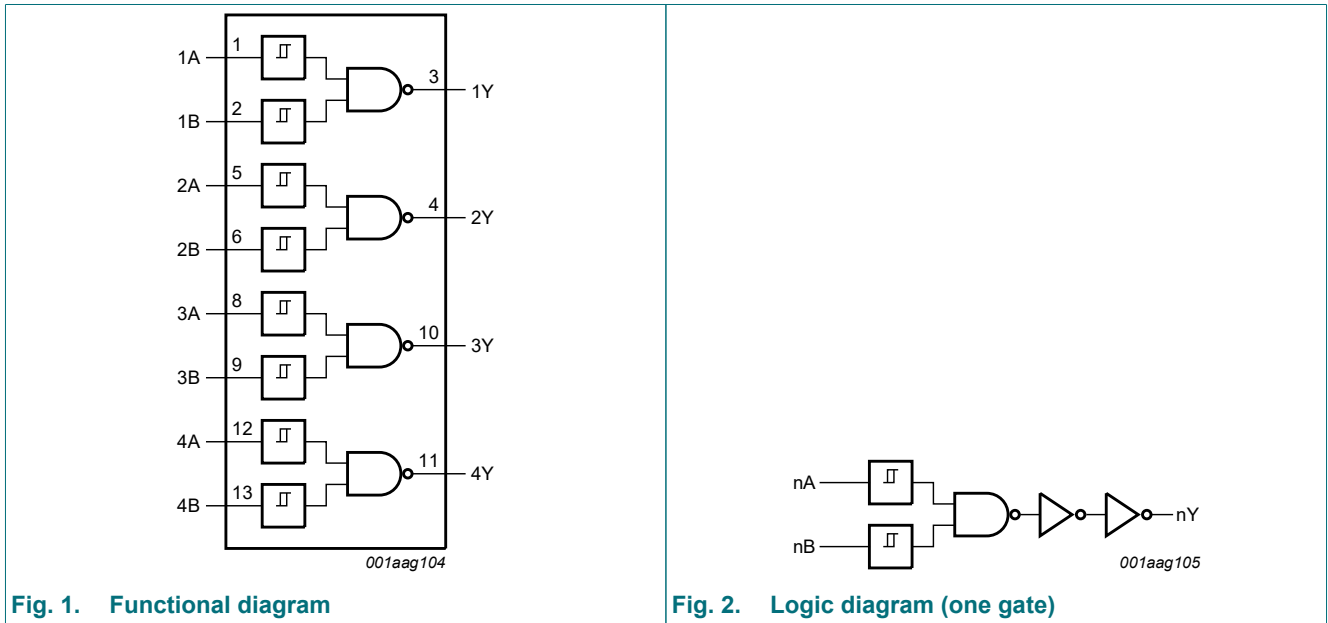 1A
1
1B
2
3
1Y
2A
5
2B
6
4
2Y
3A
8
3B
9
10
3Y
4A
12
4B
13
11
4Y
001aag104
Fig. 1. Functional diagram
nA
nB
nY
001aag105
Fig. 2. Logic diagram (one gate)